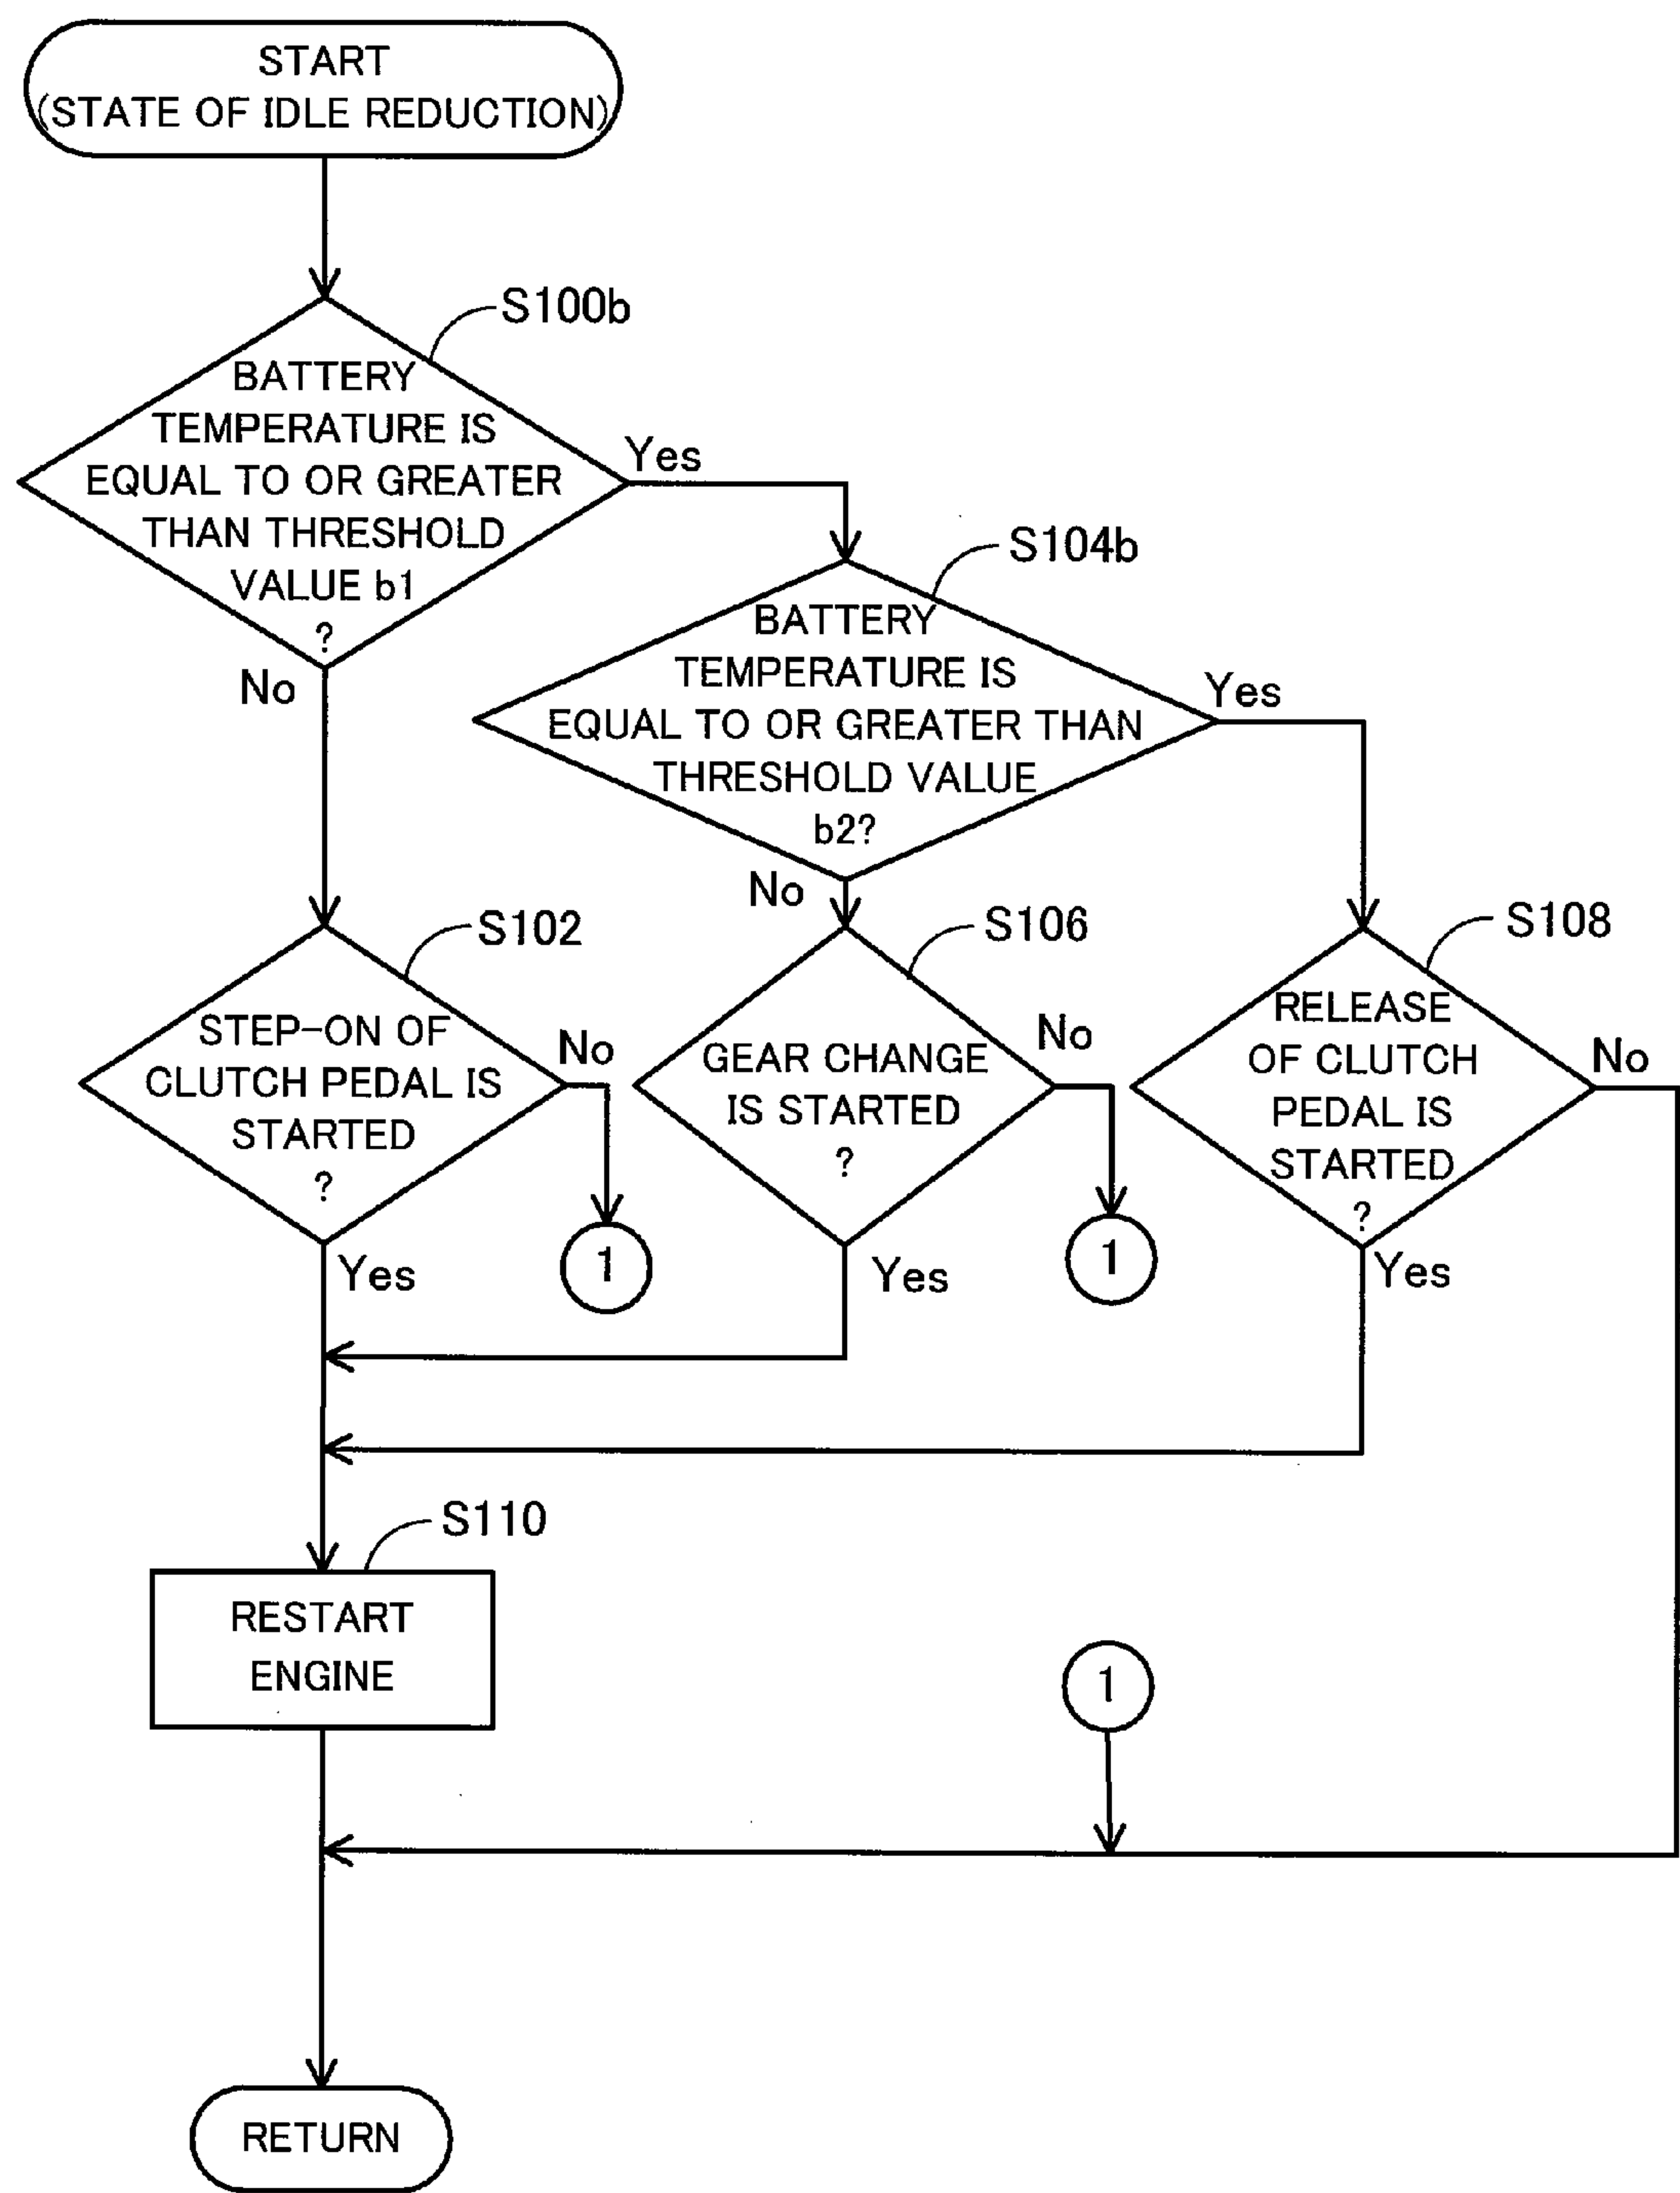 START
(STATE OF IDLE REDUCTION)
S100b
BATTERY
TEMPERATURE IS
EQUAL TO OR GREATER
THAN THRESHOLD
VALUE b1
?
Yes
No
S104b
BATTERY
TEMPERATURE IS
EQUAL TO OR GREATER THAN
THRESHOLD VALUE
b2?
Yes
No
S102
STEP-ON OF
CLUTCH PEDAL IS
STARTED
?
No
Yes
1
S106
GEAR CHANGE
IS STARTED
?
No
Yes
1
S108
RELEASE
OF CLUTCH
PEDAL IS
STARTED
?
No
Yes
S110
RESTART
ENGINE
1
RETURN